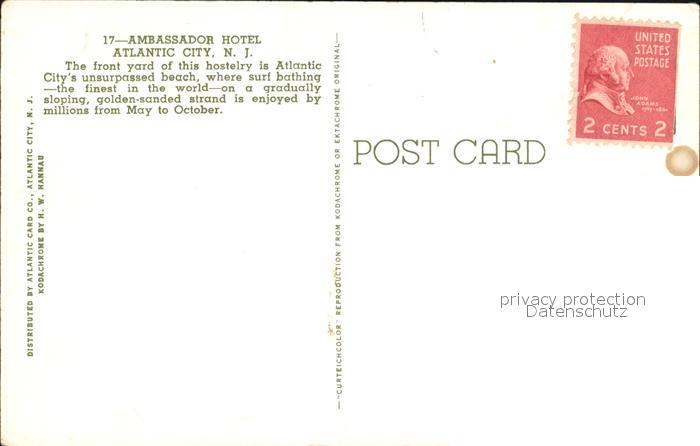 17—AMBASSADOR HOTEL
ATLANTIC CITY, N. J.
The front yard of this hostelry is Atlantic
City's unsurpassed beach, where surf bathing
—the finest in the world—on a gradually
sloping, golden-sanded strand is enjoyed by
millions from May to October.
DISTRIBUTED BY ATLANTIC CARD CO., ATLANTIC CITY, N. J.
KODACHROME BY H. W. HANNAU
—"CURTEICHCOLOR" REPRODUCTION FROM KODACHROME OR EKTACHROME ORIGINAL—
POST CARD
UNITED
STATES
POSTAGE
JOHN
ADAMS
2 CENTS 2
privacy protection
Datenschutz